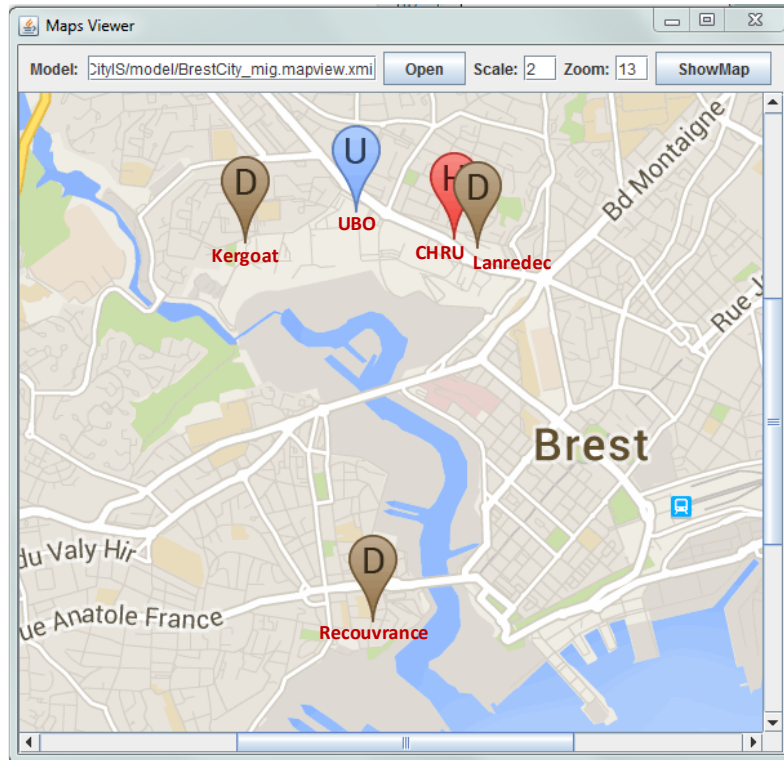 Maps Viewer
Model: CityIS/model/BrestCity_mig.mapview.xmi Open Scale: 2 Zoom: 13 ShowMap
Bd Montaigne
U
D
H
D
UBO
CHRU
Kergoat
Lanredec
Rue J
Brest
du Valy Hir
D
ue Anatole France
Recouvrance